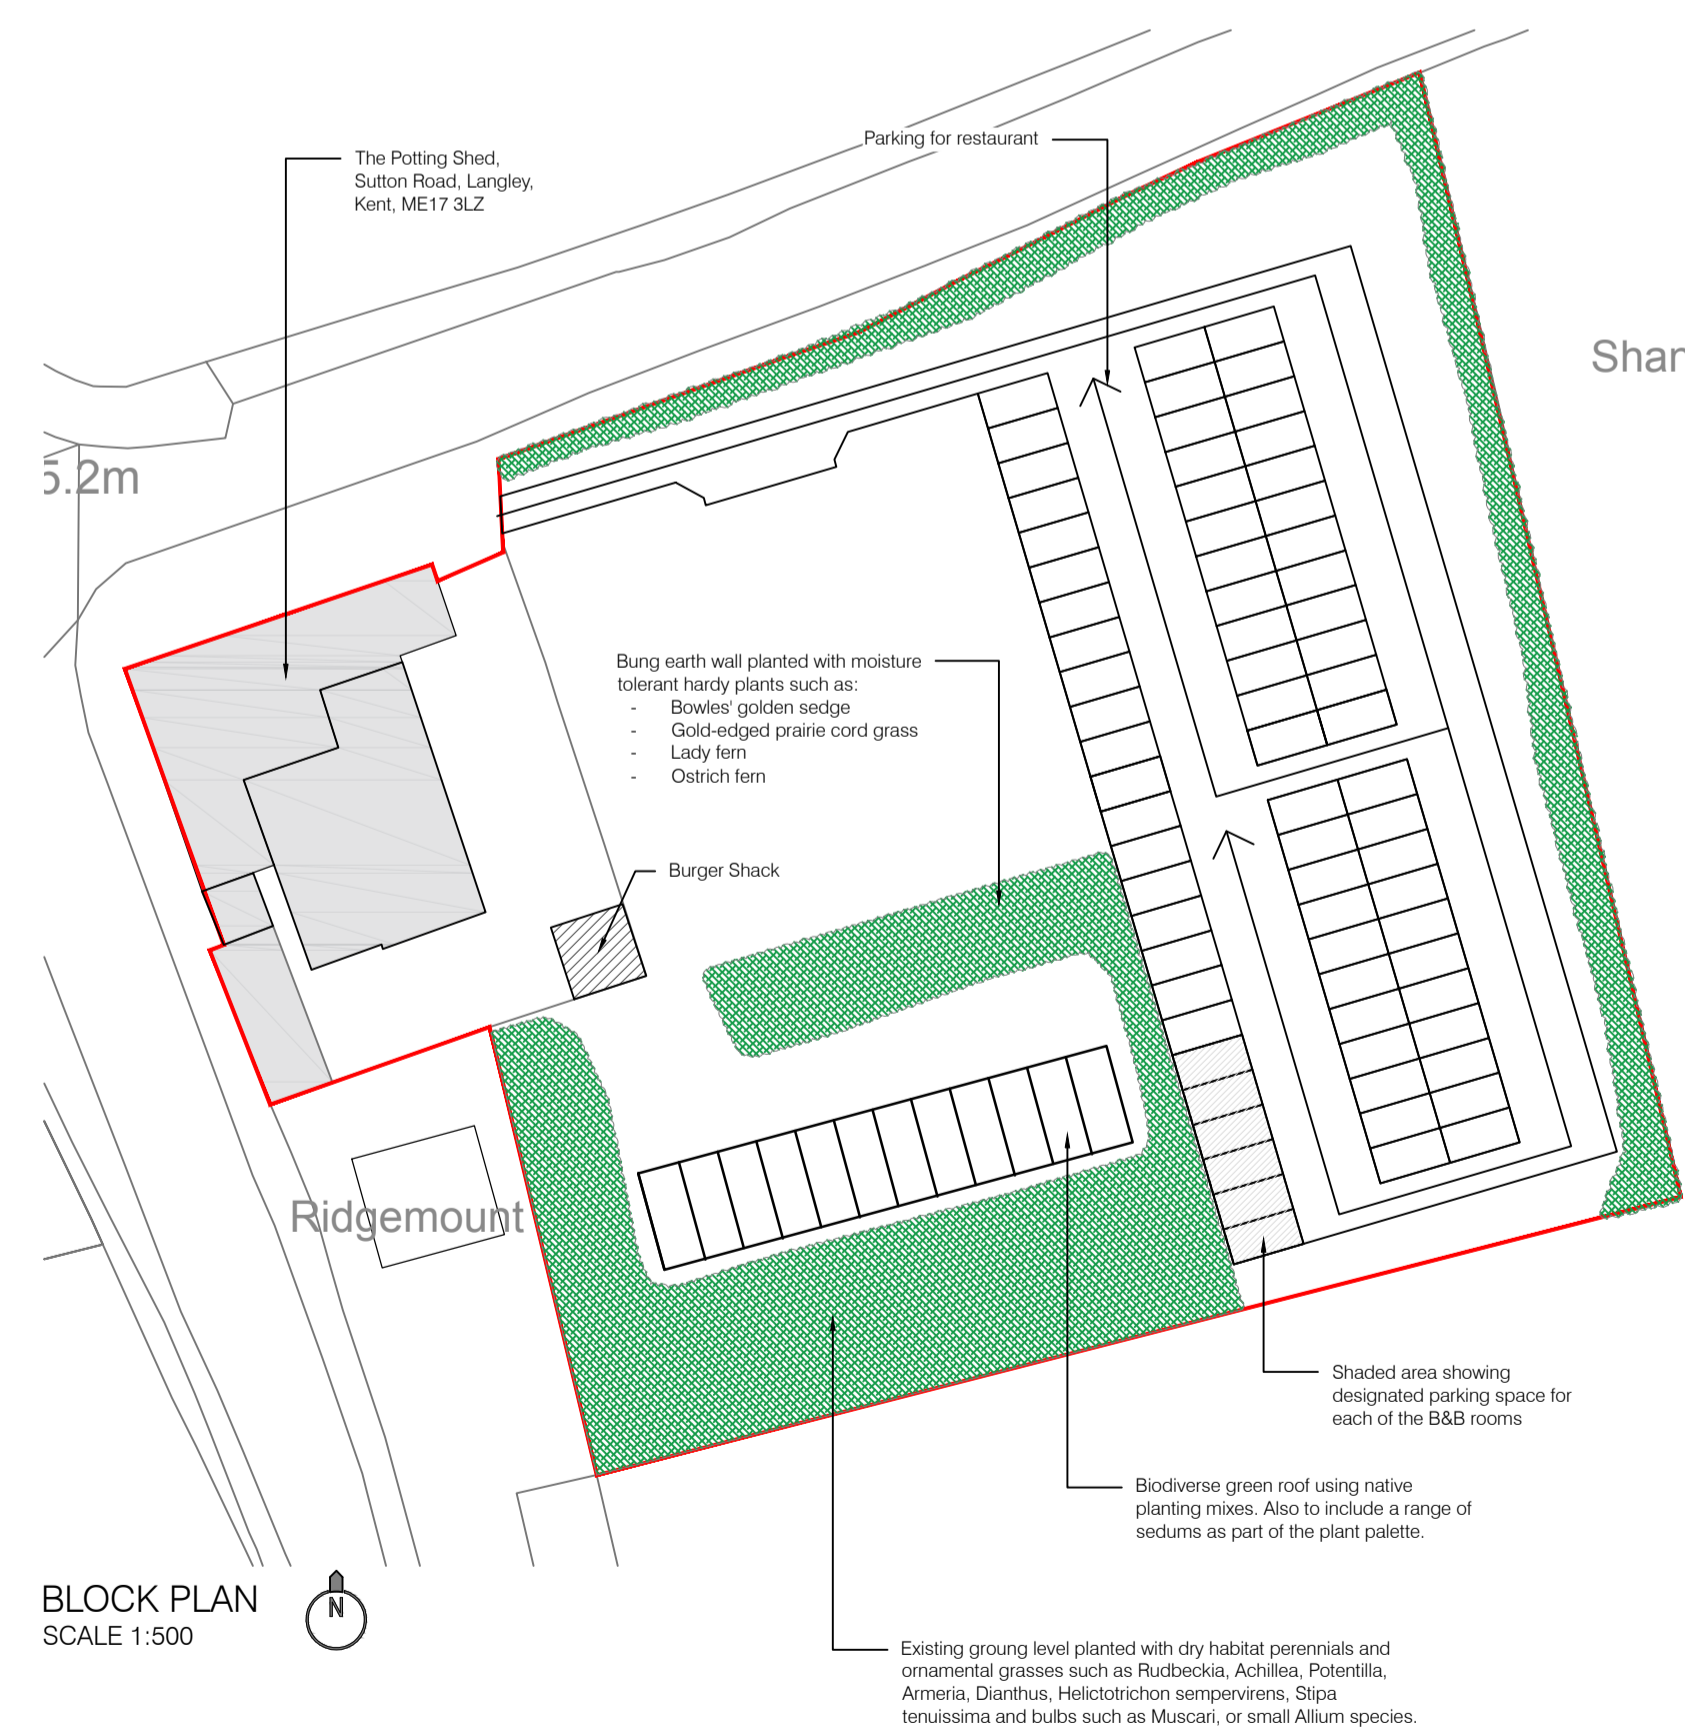 The Potting Shed,
Sutton Road, Langley,
Kent, ME17 3LZ
Parking for restaurant
Shar
5.2m
Bung earth wall planted with moisture
tolerant hardy plants such as:
- Bowles' golden sedge
- Gold-edged prairie cord grass
- Lady fern
- Ostrich fern
Burger Shack
Ridgemount
Shaded area showing
designated parking space for
each of the B&B rooms
Biodiverse green roof using native
planting mixes. Also to include a range of
sedums as part of the plant palette.
BLOCK PLAN
SCALE 1:500
N
Existing groung level planted with dry habitat perennials and
ornamental grasses such as Rudbeckia, Achillea, Potentilla,
Armeria, Dianthus, Helictotrichon sempervirens, Stipa
tenuissima and bulbs such as Muscari, or small Allium species.